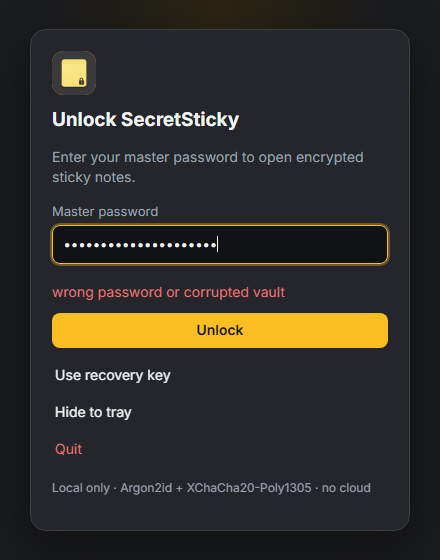 Unlock SecretSticky
Enter your master password to open encrypted
sticky notes.
Master password
•••••••••••••••••••••
wrong password or corrupted vault
Unlock
Use recovery key
Hide to tray
Quit
Local only · Argon2id + XChaCha20-Poly1305 · no cloud